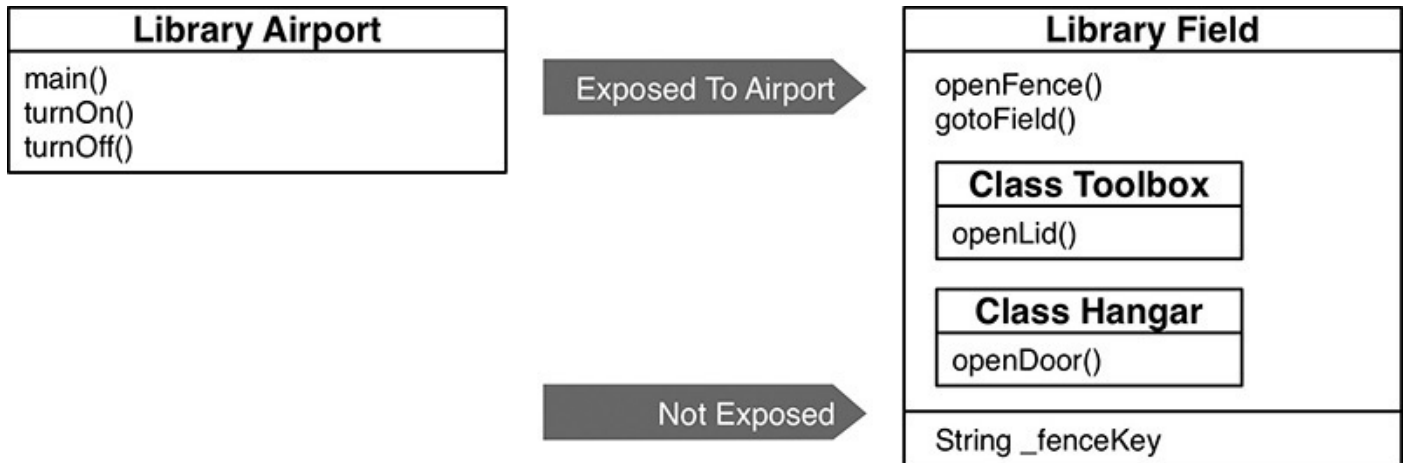 Library Airport
main()
turnOn()
turnOff()
Exposed To Airport
Not Exposed
Library Field
openFence()
gotoField()
Class Toolbox
openLid()
Class Hangar
openDoor()
String _fenceKey